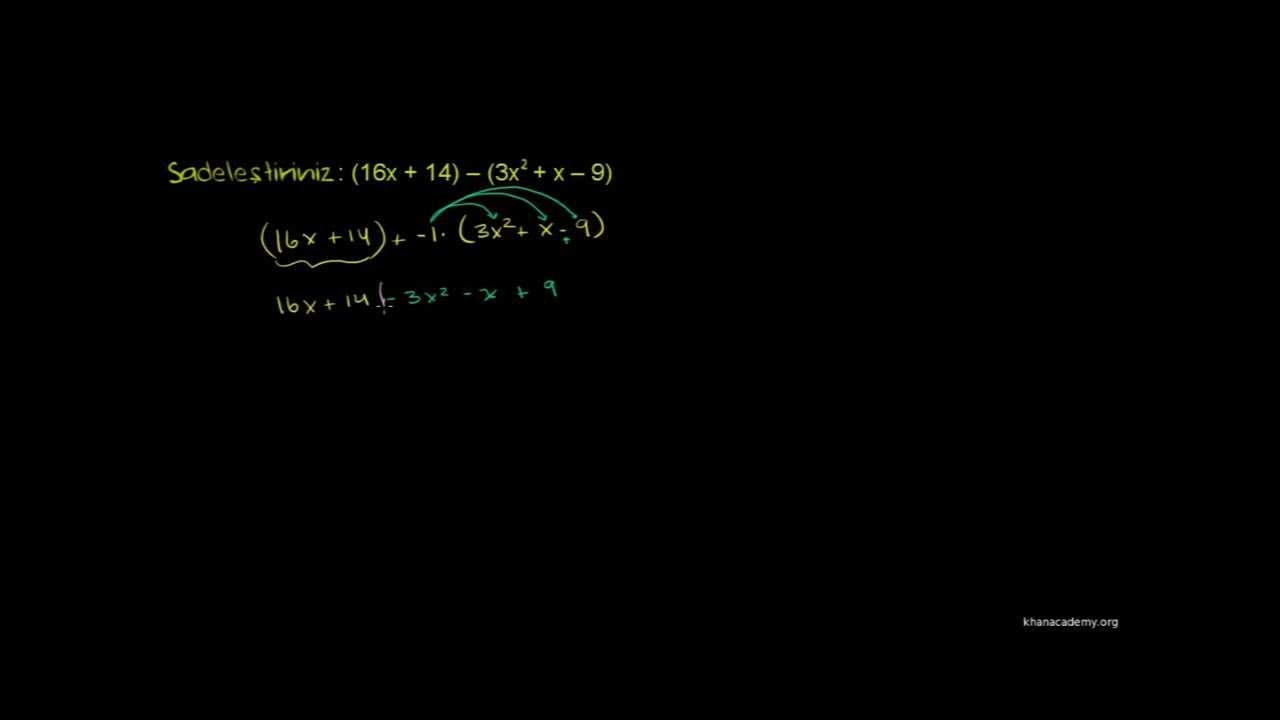 Sadeleştiriniz: (16x + 14) – (3x² + x – 9)
(16x + 14) + -1 · (3x² + x - 9)
16x + 14 - 3x² - x + 9
khanacademy.org